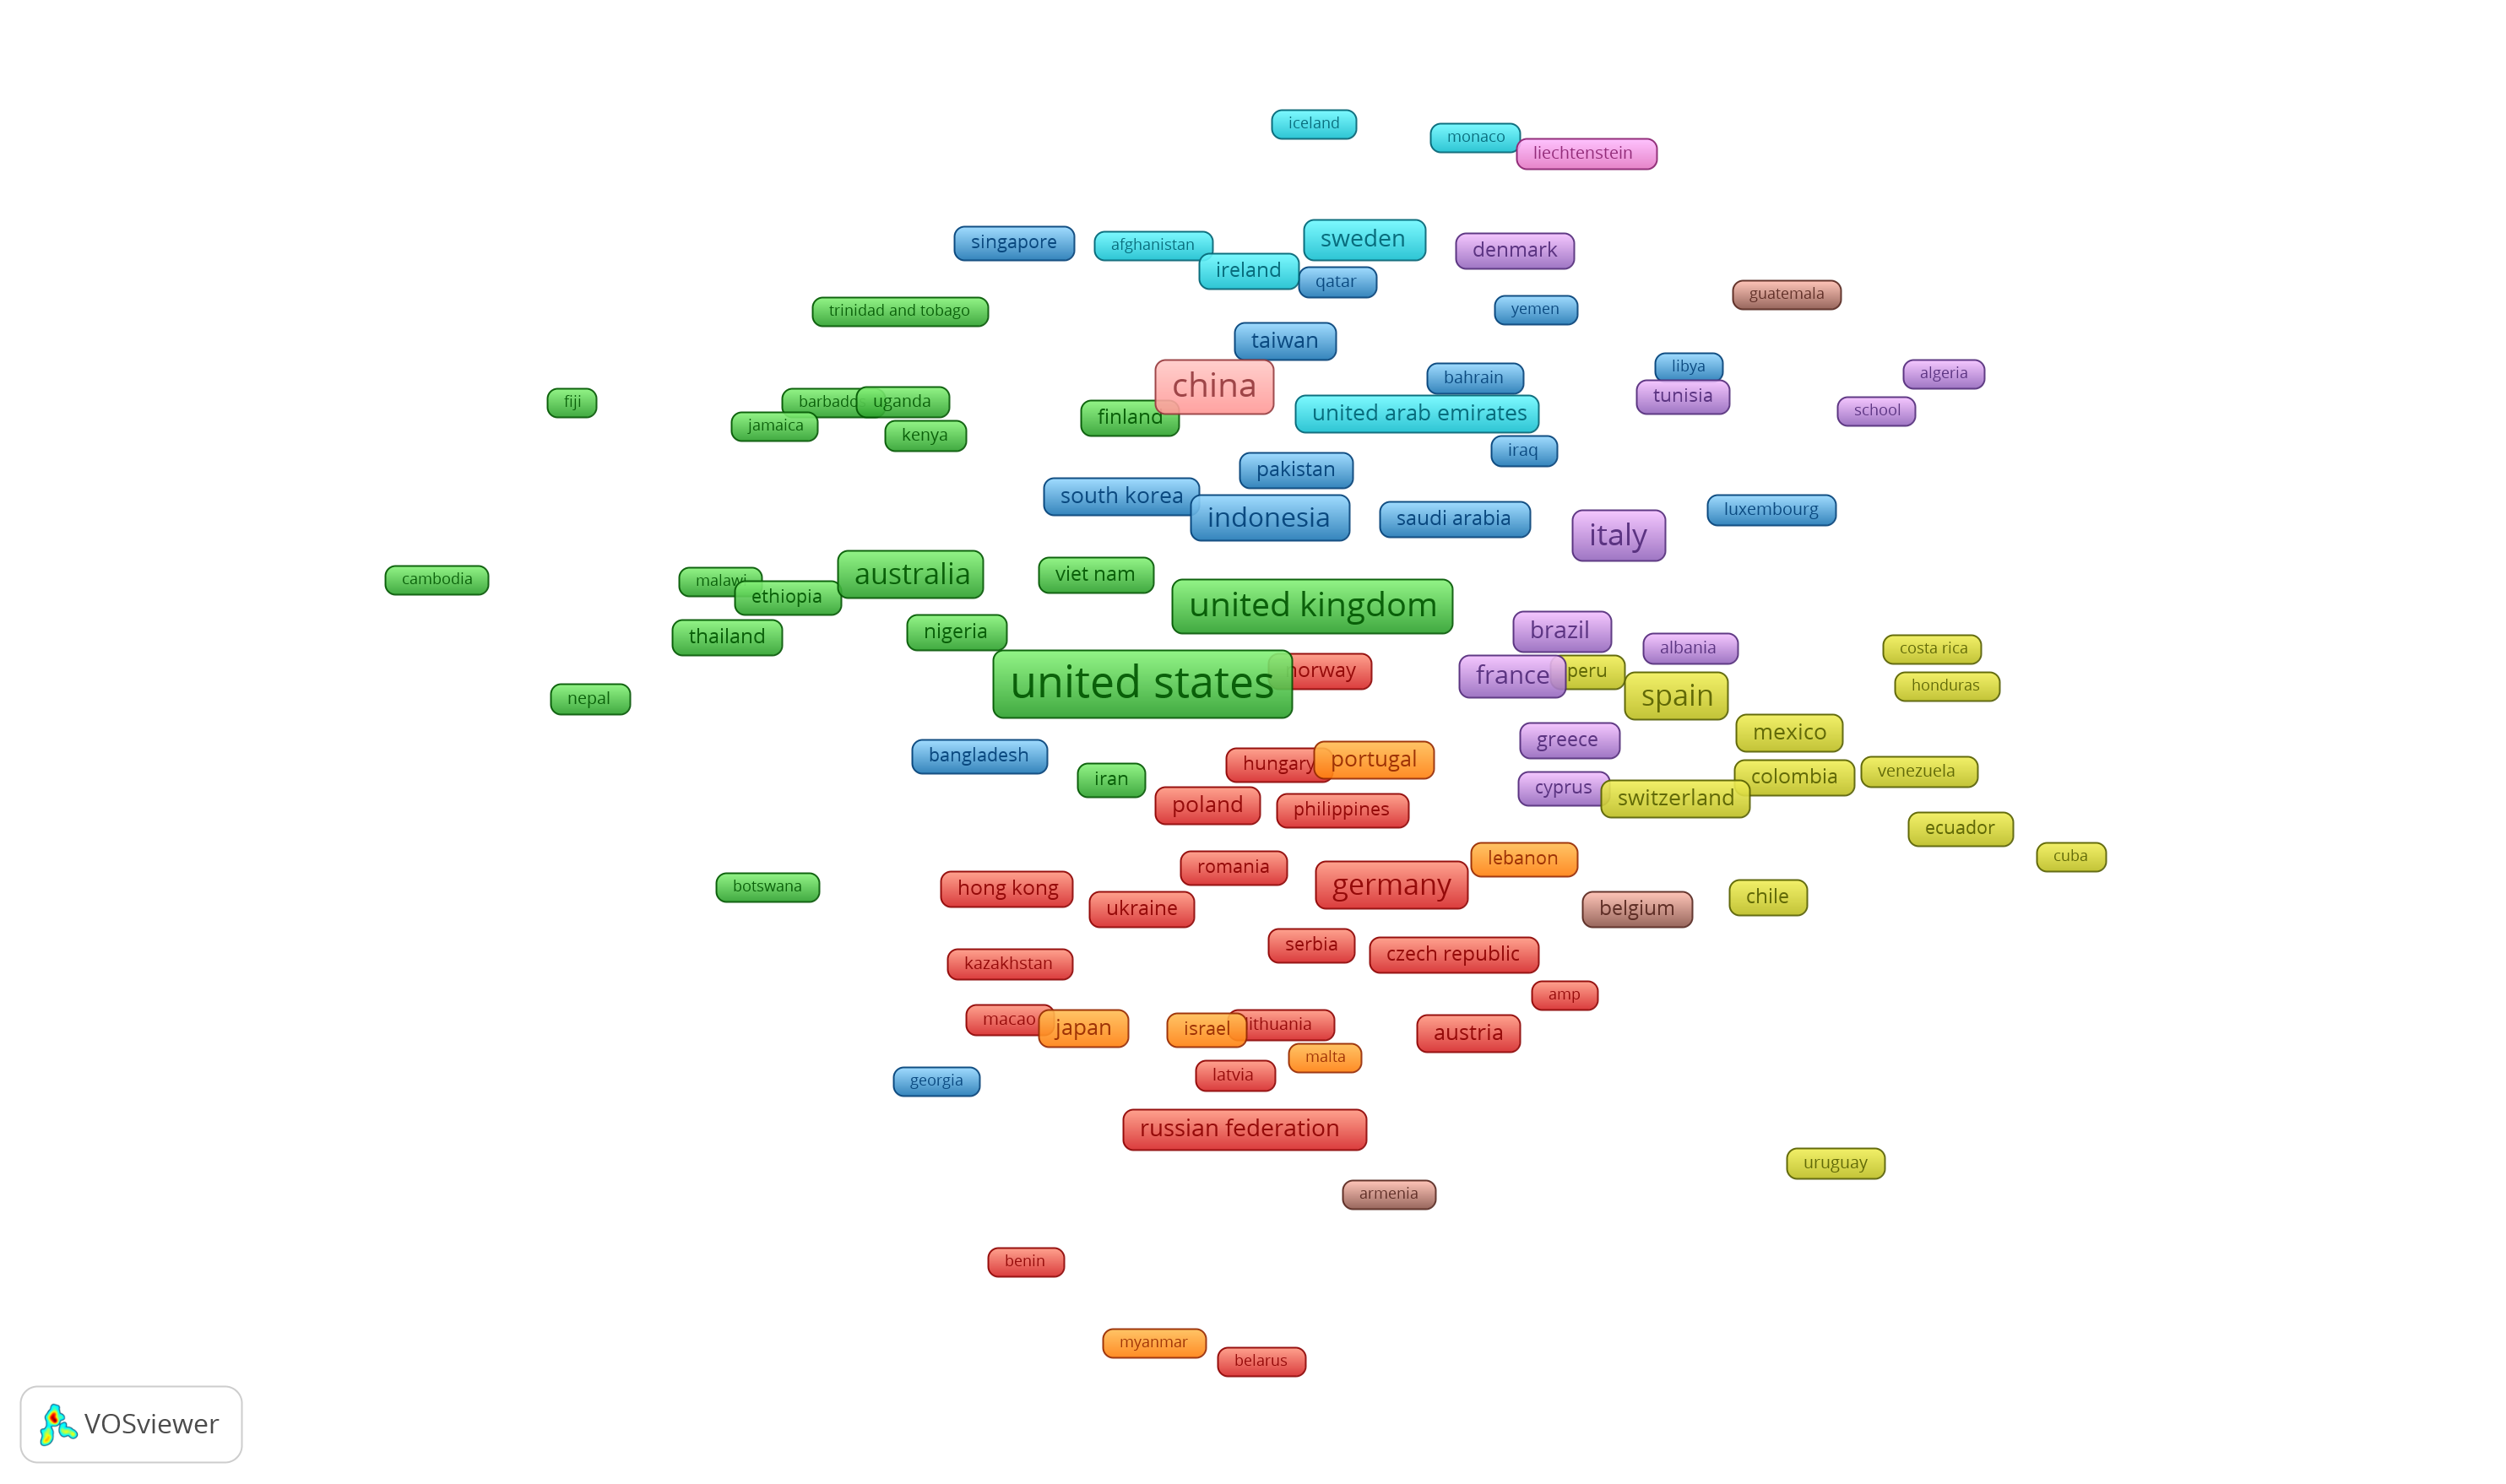 iceland
monaco
liechtenstein
singapore
afghanistan
sweden
denmark
ireland
qatar
guatemala
trinidad and tobago
yemen
taiwan
libya
algeria
china
bahrain
tunisia
fiji
barbados
uganda
finland
united arab emirates
school
jamaica
kenya
iraq
pakistan
south korea
indonesia
saudi arabia
luxembourg
italy
cambodia
malawi
ethiopia
australia
viet nam
united kingdom
thailand
nigeria
brazil
albania
costa rica
nepal
united states
norway
france
peru
spain
honduras
bangladesh
iran
hungary
portugal
greece
mexico
poland
philippines
cyprus
switzerland
colombia
venezuela
ecuador
romania
lebanon
cuba
botswana
hong kong
ukraine
germany
belgium
chile
kazakhstan
serbia
czech republic
amp
macao
japan
israel
lithuania
austria
malta
georgia
latvia
russian federation
uruguay
armenia
benin
myanmar
belarus
VOSviewer